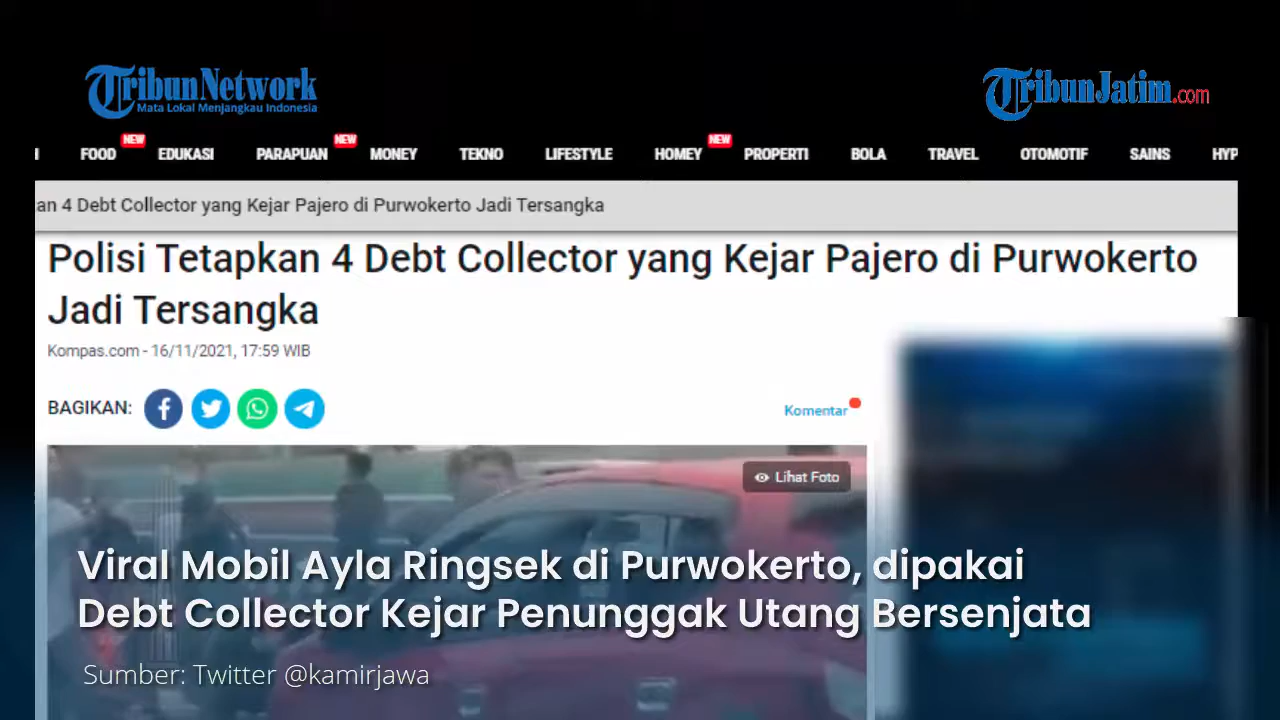 TribunNetwork
Mata Lokal Menjangkau Indonesia
TribunJatim.com
FOOD NEW EDUKASI PARAPUAN NEW MONEY TEKNO LIFESTYLE HOMEY NEW PROPERTI BOLA TRAVEL OTOMOTIF SAINS HYP
an 4 Debt Collector yang Kejar Pajero di Purwokerto Jadi Tersangka
Polisi Tetapkan 4 Debt Collector yang Kejar Pajero di Purwokerto
Jadi Tersangka
Kompas.com - 16/11/2021, 17:59 WIB
BAGIKAN:
Komentar
Lihat Foto
Viral Mobil Ayla Ringsek di Purwokerto, dipakai
Debt Collector Kejar Penunggak Utang Bersenjata
Sumber: Twitter @kamirjawa